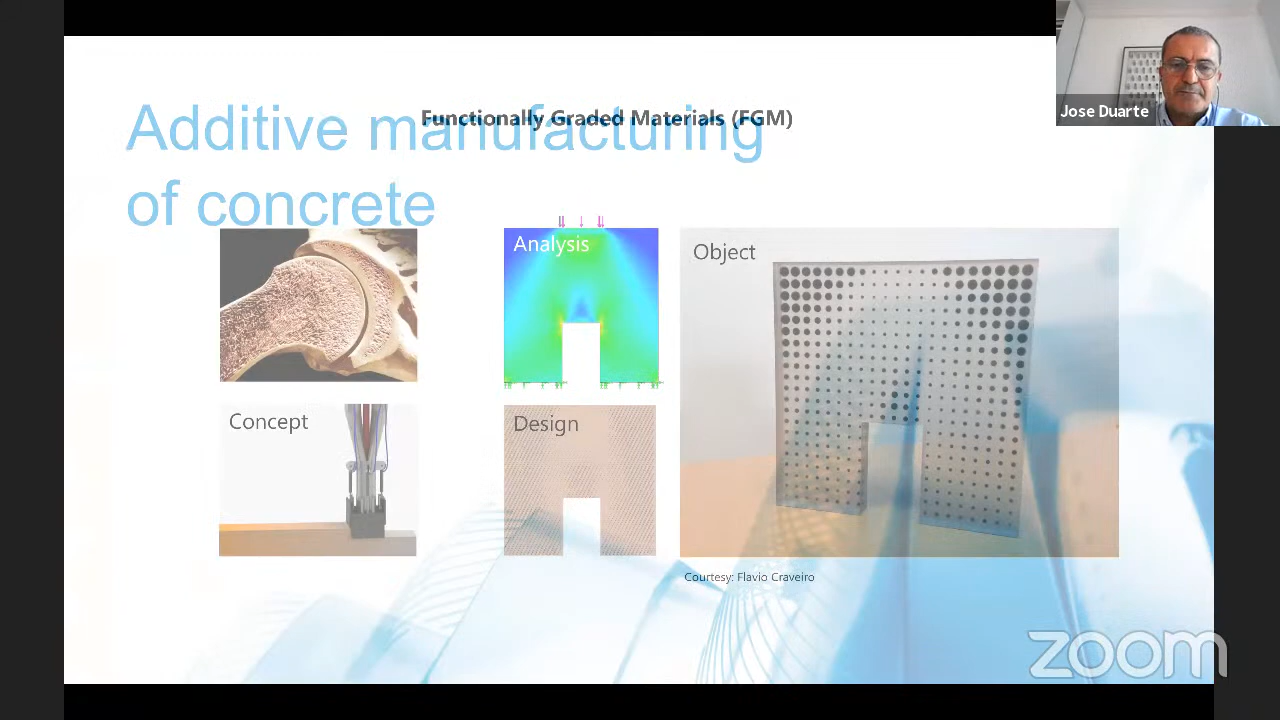 Additive manufacturing
of concrete
Functionally Graded Materials (FGM)
Jose Duarte
Analysis
Object
Concept
Design
Courtesy: Flavio Craveiro
zoom